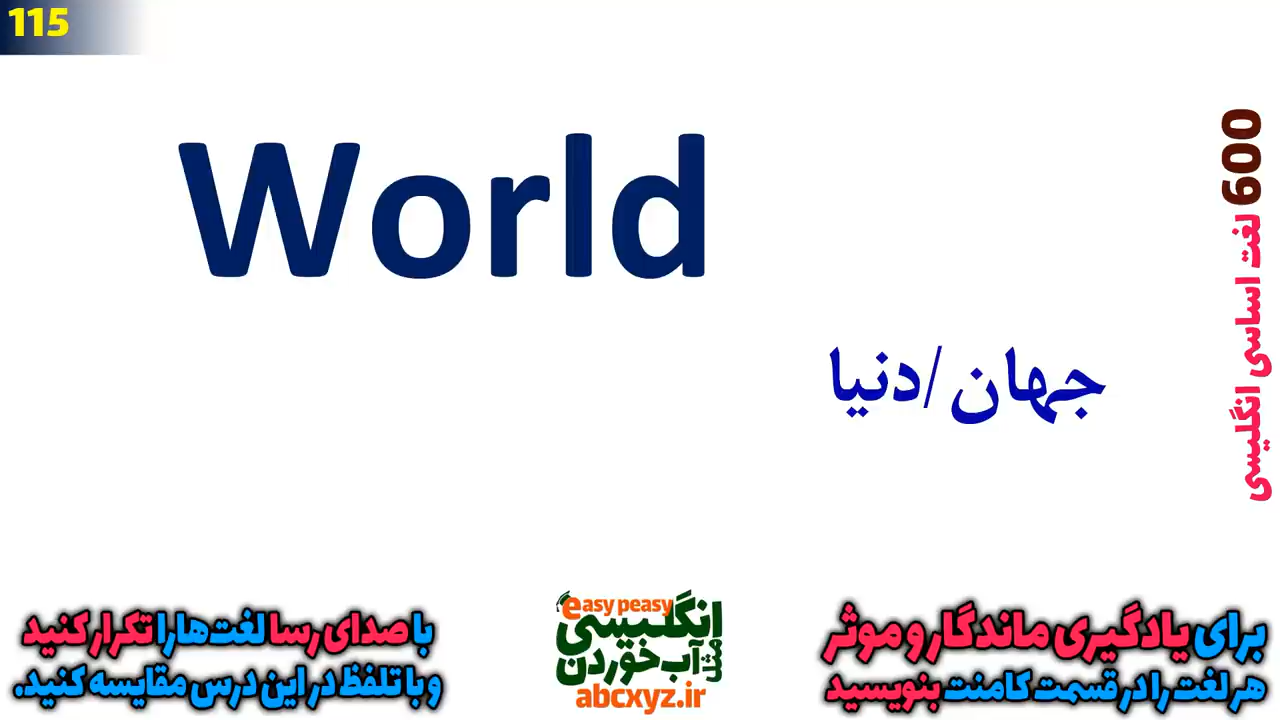 115
World
جهان /دنیا
600 لغت اساسی انگلیسی
برای یادگیری ماندگار و موثر
هر لغت را در قسمت کامنت بنویسید
easy peasy
انگلیسی
مثل آب خوردن
abcxyz.ir
با صدای رسا لغت‌ها را تکرار کنید
و با تلفظ در این درس مقایسه کنید.